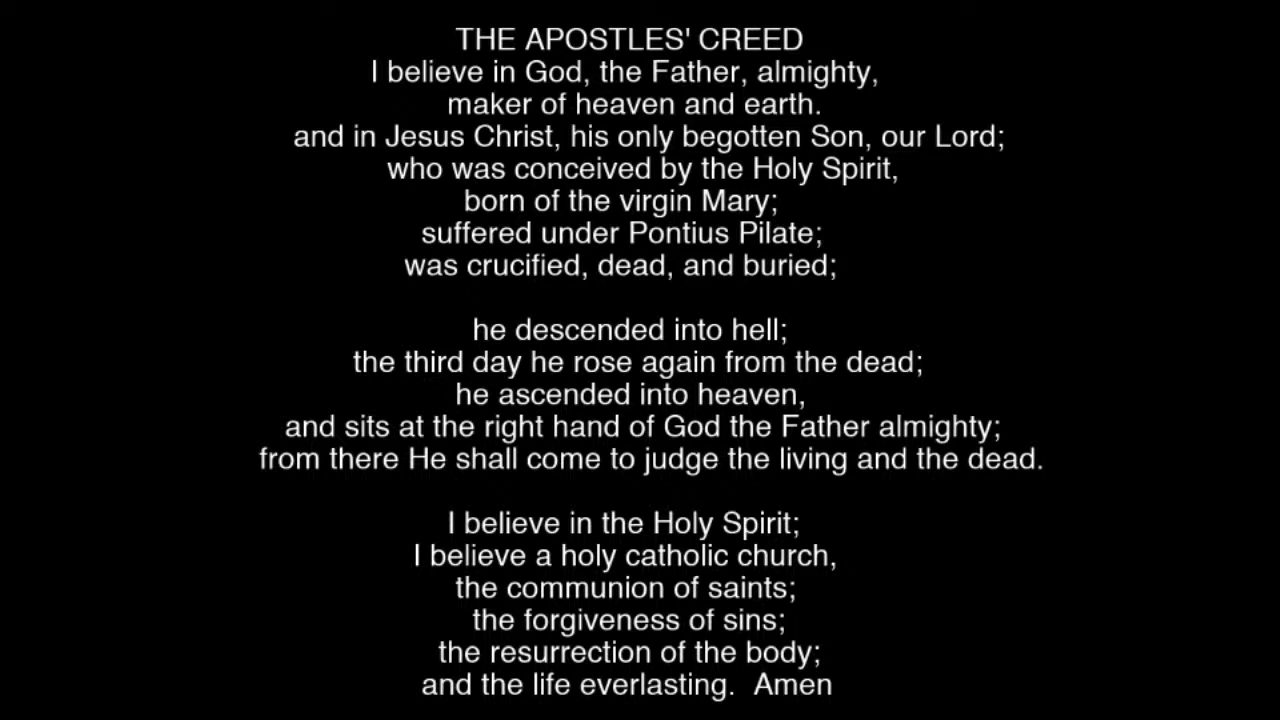 THE APOSTLES' CREED
I believe in God, the Father, almighty,
maker of heaven and earth.
and in Jesus Christ, his only begotten Son, our Lord;
who was conceived by the Holy Spirit,
born of the virgin Mary;
suffered under Pontius Pilate;
was crucified, dead, and buried;
he descended into hell;
the third day he rose again from the dead;
he ascended into heaven,
and sits at the right hand of God the Father almighty;
from there He shall come to judge the living and the dead.
I believe in the Holy Spirit;
I believe a holy catholic church,
the communion of saints;
the forgiveness of sins;
the resurrection of the body;
and the life everlasting.  Amen